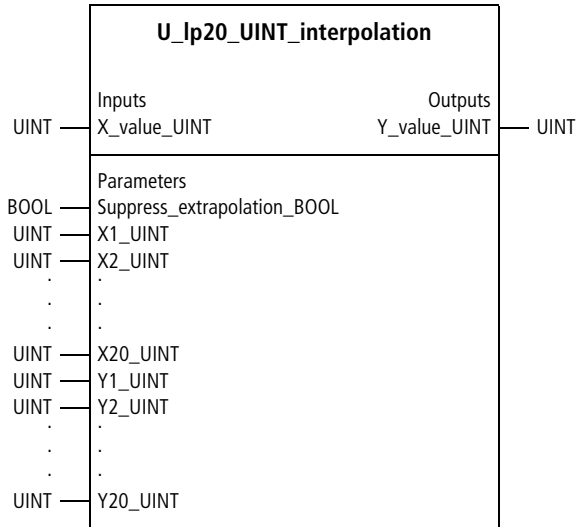 U_lp20_UINT_interpolation
Inputs Outputs
UINT X_value_UINT Y_value_UINT UINT
Parameters
BOOL Suppress_extrapolation_BOOL
UINT X1_UINT
UINT X2_UINT
. .
. .
. .
UINT X20_UINT
UINT Y1_UINT
UINT Y2_UINT
. .
. .
. .
UINT Y20_UINT